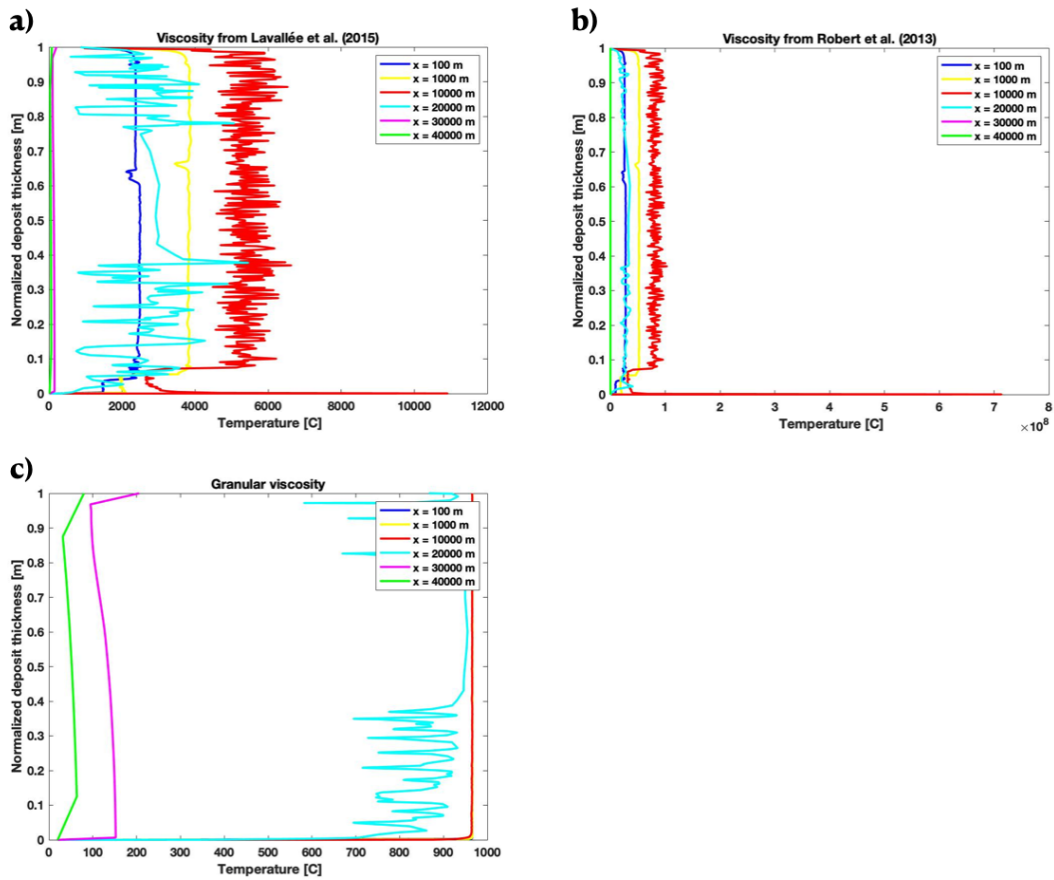 a)
Viscosity from Lavallée et al. (2015)
1
0.9
0.8
0.7
0.6
0.5
0.4
0.3
0.2
0.1
0
Normalized deposit thickness [m]
x = 100 m
x = 1000 m
x = 10000 m
x = 20000 m
x = 30000 m
x = 40000 m
0 2000 4000 6000 8000 10000 12000
Temperature [C]
b)
Viscosity from Robert et al. (2013)
1
0.9
0.8
0.7
0.6
0.5
0.4
0.3
0.2
0.1
0
Normalized deposit thickness [m]
x = 100 m
x = 1000 m
x = 10000 m
x = 20000 m
x = 30000 m
x = 40000 m
0 1 2 3 4 5 6 7 8
Temperature [C]
×10⁸
c)
Granular viscosity
1
0.9
0.8
0.7
0.6
0.5
0.4
0.3
0.2
0.1
0
Normalized deposit thickness [m]
x = 100 m
x = 1000 m
x = 10000 m
x = 20000 m
x = 30000 m
x = 40000 m
0 100 200 300 400 500 600 700 800 900 1000
Temperature [C]